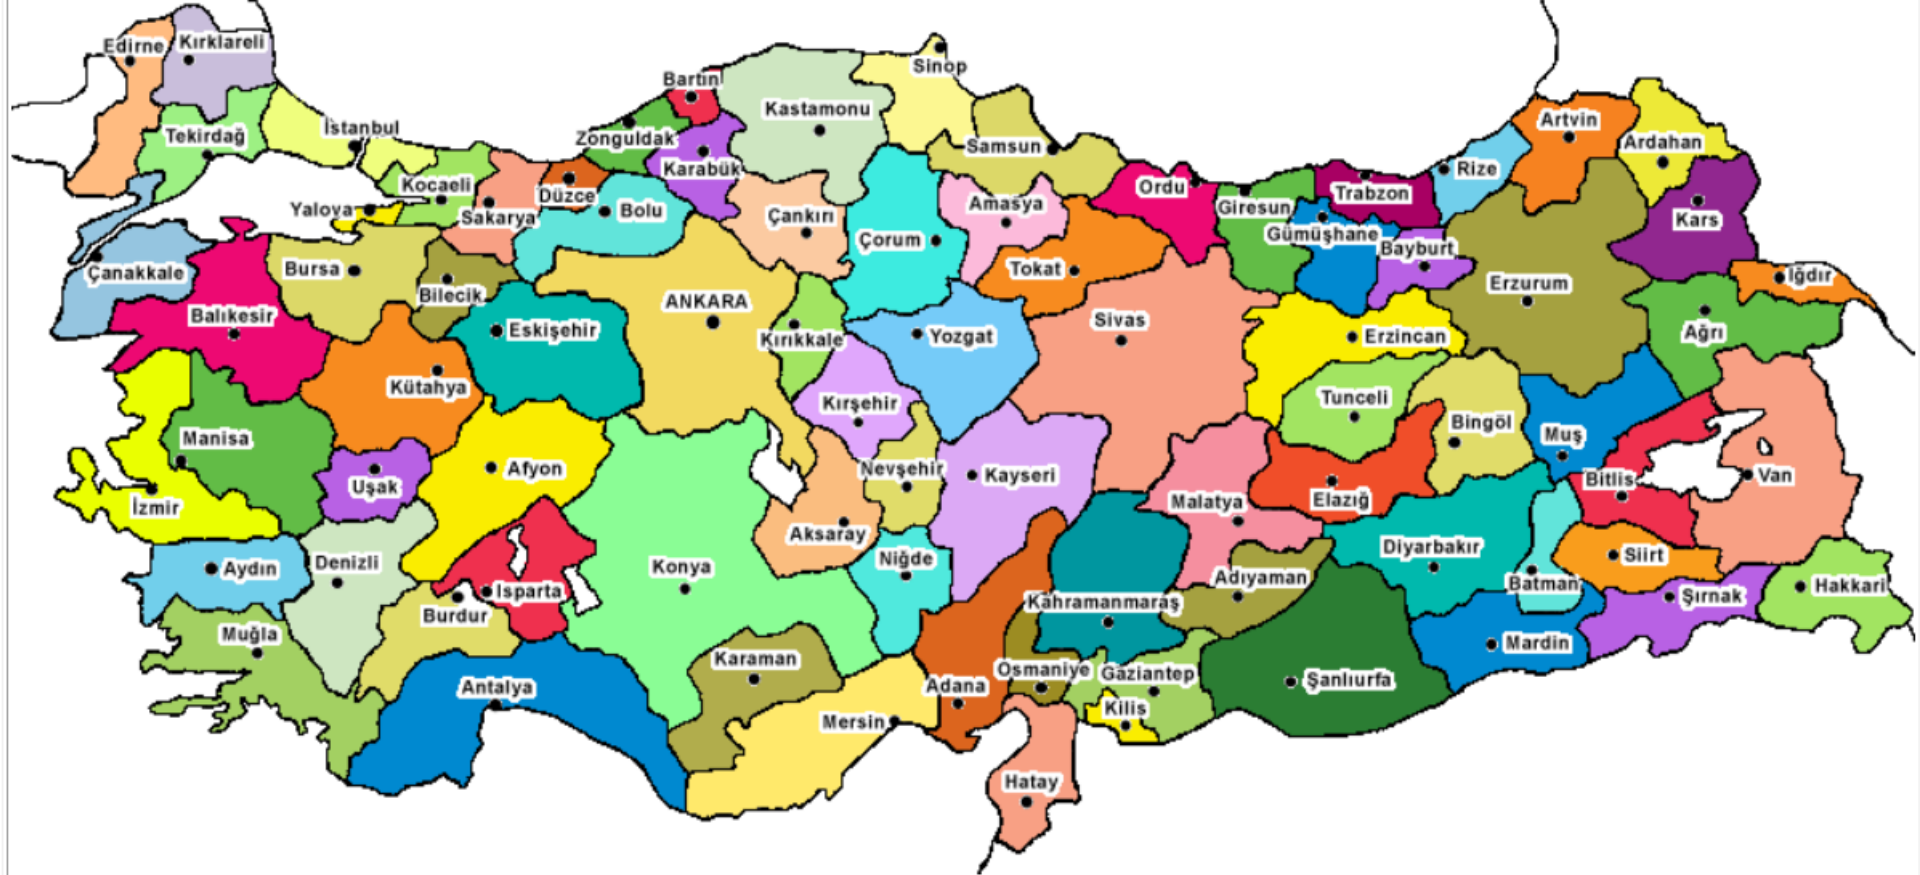 Edirne
Kırklareli
Tekirdağ
İstanbul
Bartın
Zonguldak
Karabük
Kastamonu
Sinop
Samsun
Artvin
Ardahan
Rize
Trabzon
Ordu
Giresun
Gümüşhane
Bayburt
Kars
Iğdır
Yalova
Kocaeli
Sakarya
Düzce
Bolu
Çankırı
Çorum
Amasya
Tokat
Çanakkale
Balıkesir
Bursa
Bilecik
Eskişehir
ANKARA
Kırıkkale
Yozgat
Sivas
Erzincan
Erzurum
Ağrı
Kütahya
Kırşehir
Tunceli
Bingöl
Muş
Manisa
İzmir
Uşak
Afyon
Nevşehir
Kayseri
Malatya
Elazığ
Bitlis
Van
Aydın
Denizli
Isparta
Burdur
Konya
Aksaray
Niğde
Kahramanmaraş
Adıyaman
Diyarbakır
Batman
Siirt
Şırnak
Hakkari
Muğla
Antalya
Karaman
Mersin
Adana
Osmaniye
Gaziantep
Kilis
Şanlıurfa
Mardin
Hatay